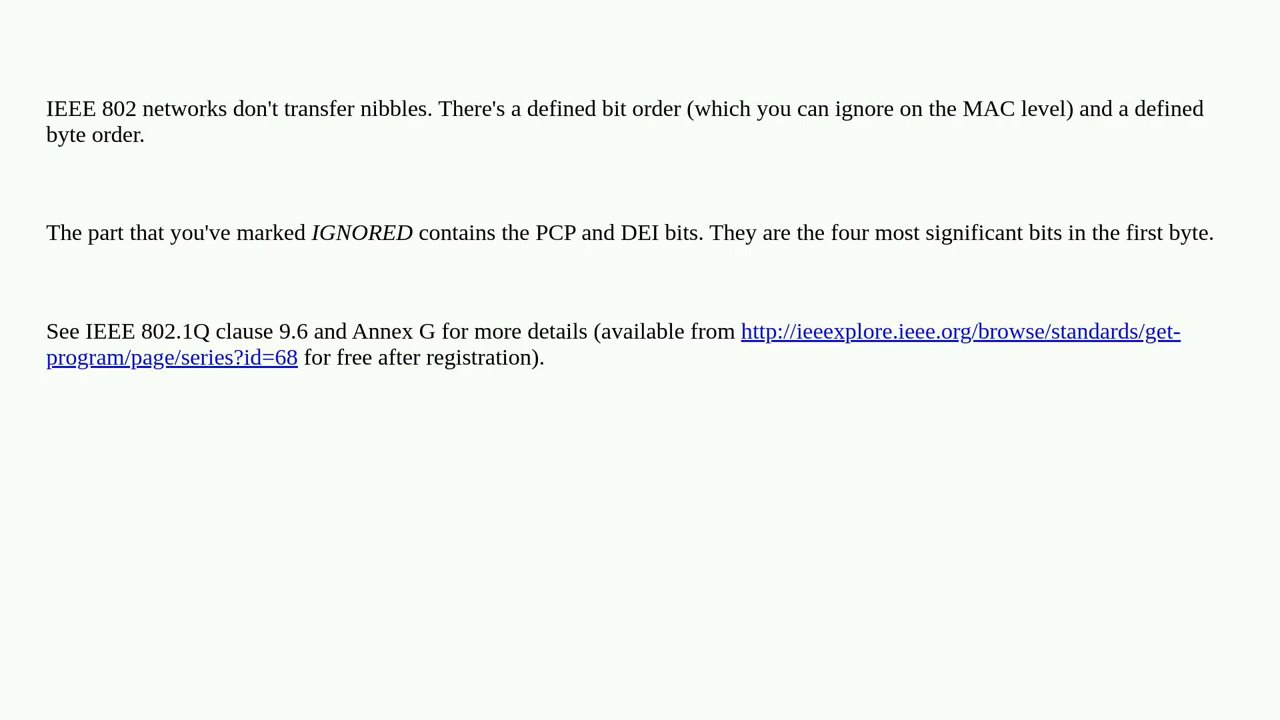 IEEE 802 networks don't transfer nibbles. There's a defined bit order (which you can ignore on the MAC level) and a defined
byte order.
The part that you've marked IGNORED contains the PCP and DEI bits. They are the four most significant bits in the first byte.
See IEEE 802.1Q clause 9.6 and Annex G for more details (available from http://ieeexplore.ieee.org/browse/standards/get-
program/page/series?id=68 for free after registration).